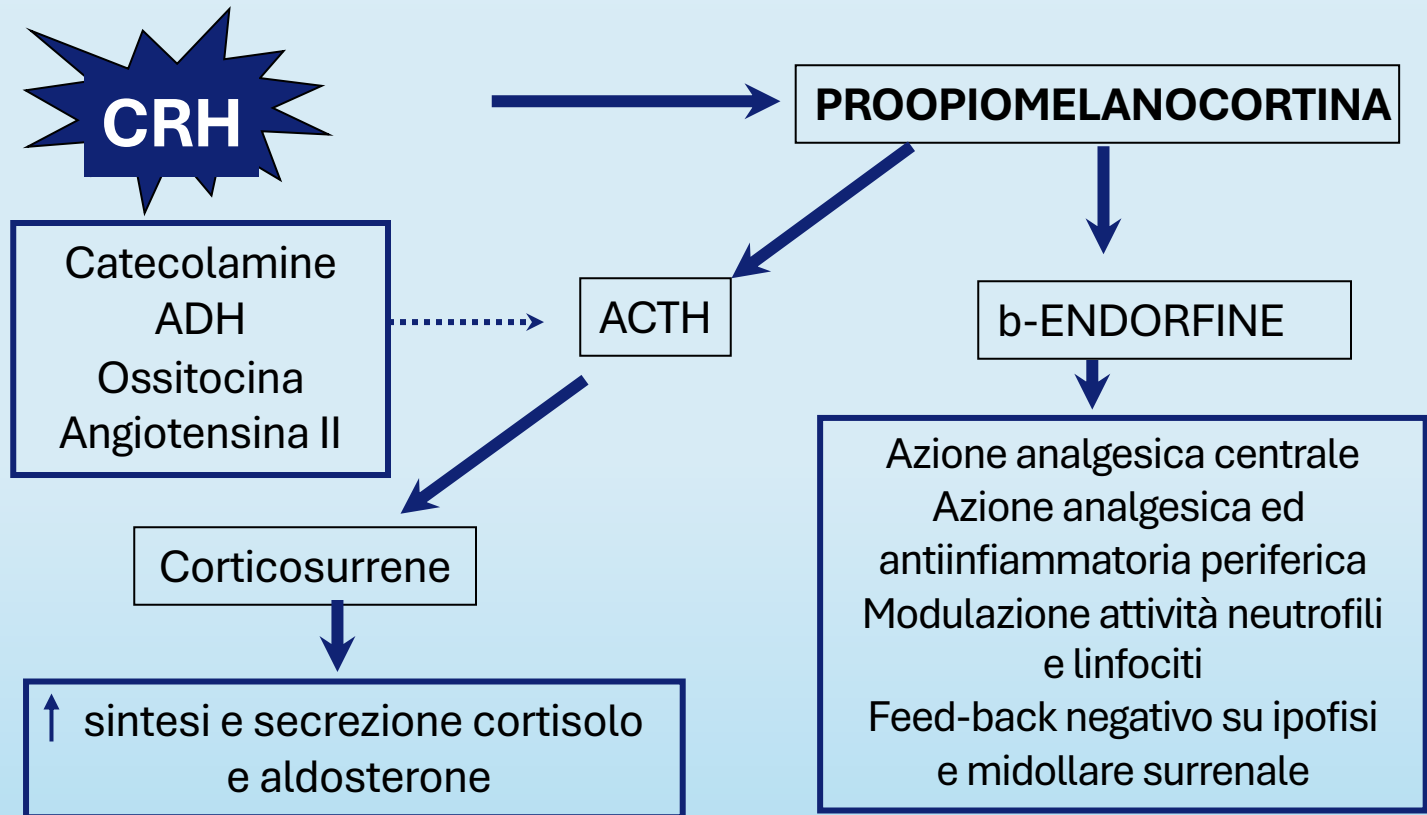 CRH
PROOPIOMELANOCORTINA
Catecolamine
ADH
Ossitocina
Angiotensina II
ACTH
b-ENDORFINE
Corticosurrene
sintesi e secrezione cortisolo
e aldosterone
Azione analgesica centrale
Azione analgesica ed
antiinfiammatoria periferica
Modulazione attività neutrofili
e linfociti
Feed-back negativo su ipofisi
e midollare surrenale